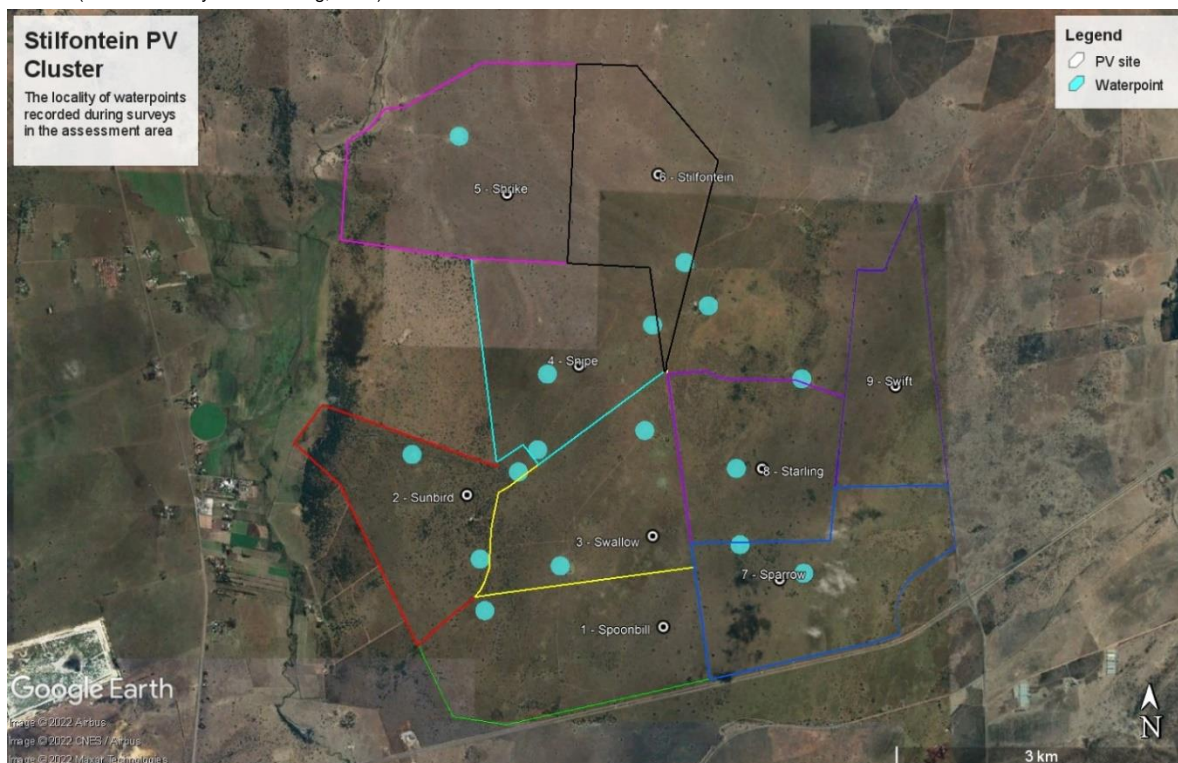 Stilfontein PV
Cluster
The locality of waterpoints
recorded during surveys
in the assessment area
Legend
PV site
Waterpoint
5 - Shrike
6 - Stilfontein
4 - Snipe
9 - Swift
2 - Sunbird
8 - Starling
3 - Swallow
7 - Sparrow
1 - Spoonbill
Google Earth
Image © 2022 Airbus
Image © 2022 CNES / Airbus
Image © 2022 Maxar Technologies
N
3 km